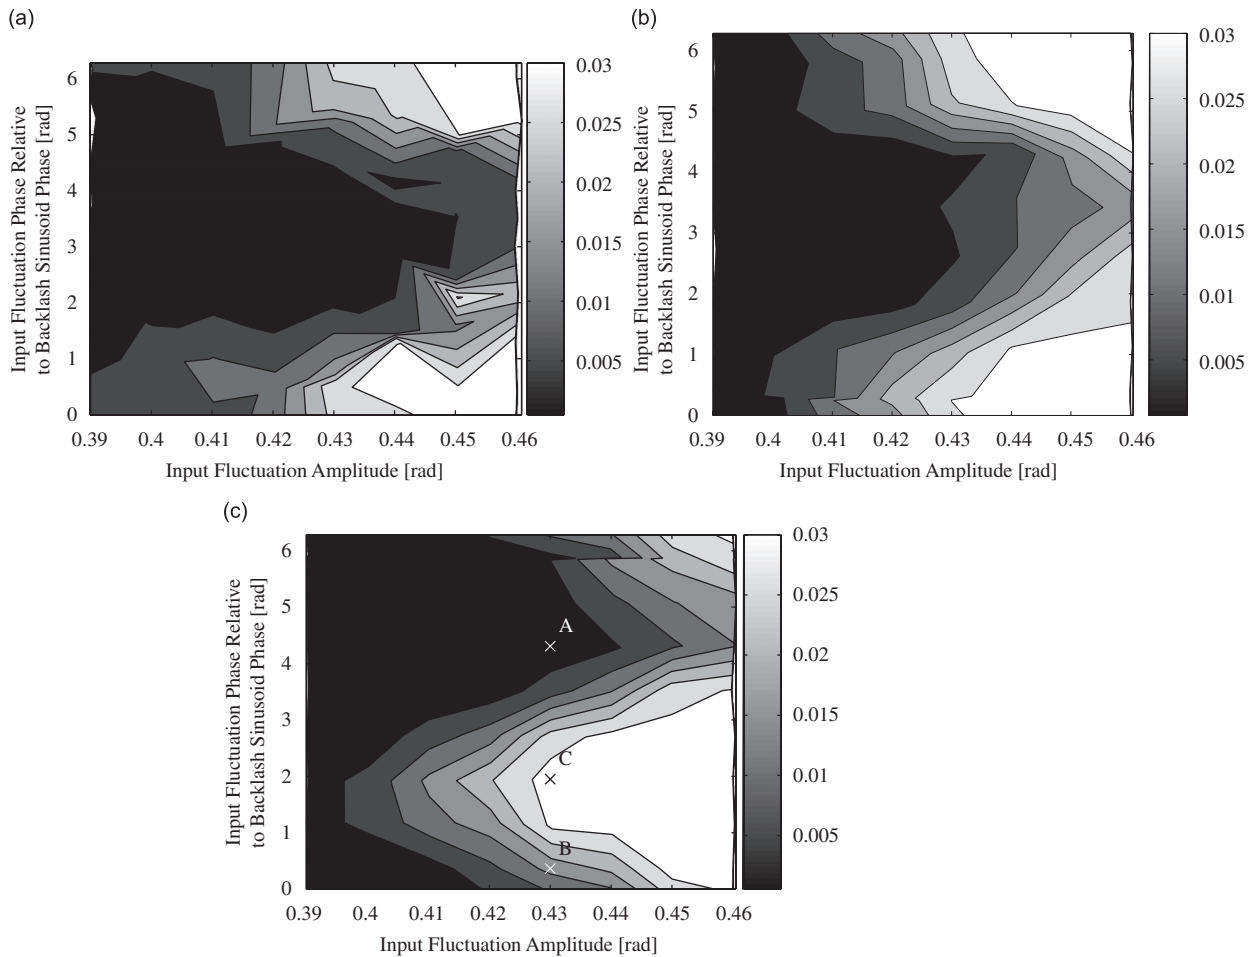 (a)
Input Fluctuation Phase Relative
to Backlash Sinusoid Phase [rad]
6
5
4
3
2
1
0
0.39 0.4 0.41 0.42 0.43 0.44 0.45 0.46
Input Fluctuation Amplitude [rad]
0.03
0.025
0.02
0.015
0.01
0.005
(b)
Input Fluctuation Phase Relative
to Backlash Sinusoid Phase [rad]
6
5
4
3
2
1
0
0.39 0.4 0.41 0.42 0.43 0.44 0.45 0.46
Input Fluctuation Amplitude [rad]
0.03
0.025
0.02
0.015
0.01
0.005
(c)
Input Fluctuation Phase Relative
to Backlash Sinusoid Phase [rad]
6
5
4
3
2
1
0
A
C
B
0.39 0.4 0.41 0.42 0.43 0.44 0.45 0.46
Input Fluctuation Amplitude [rad]
0.03
0.025
0.02
0.015
0.01
0.005